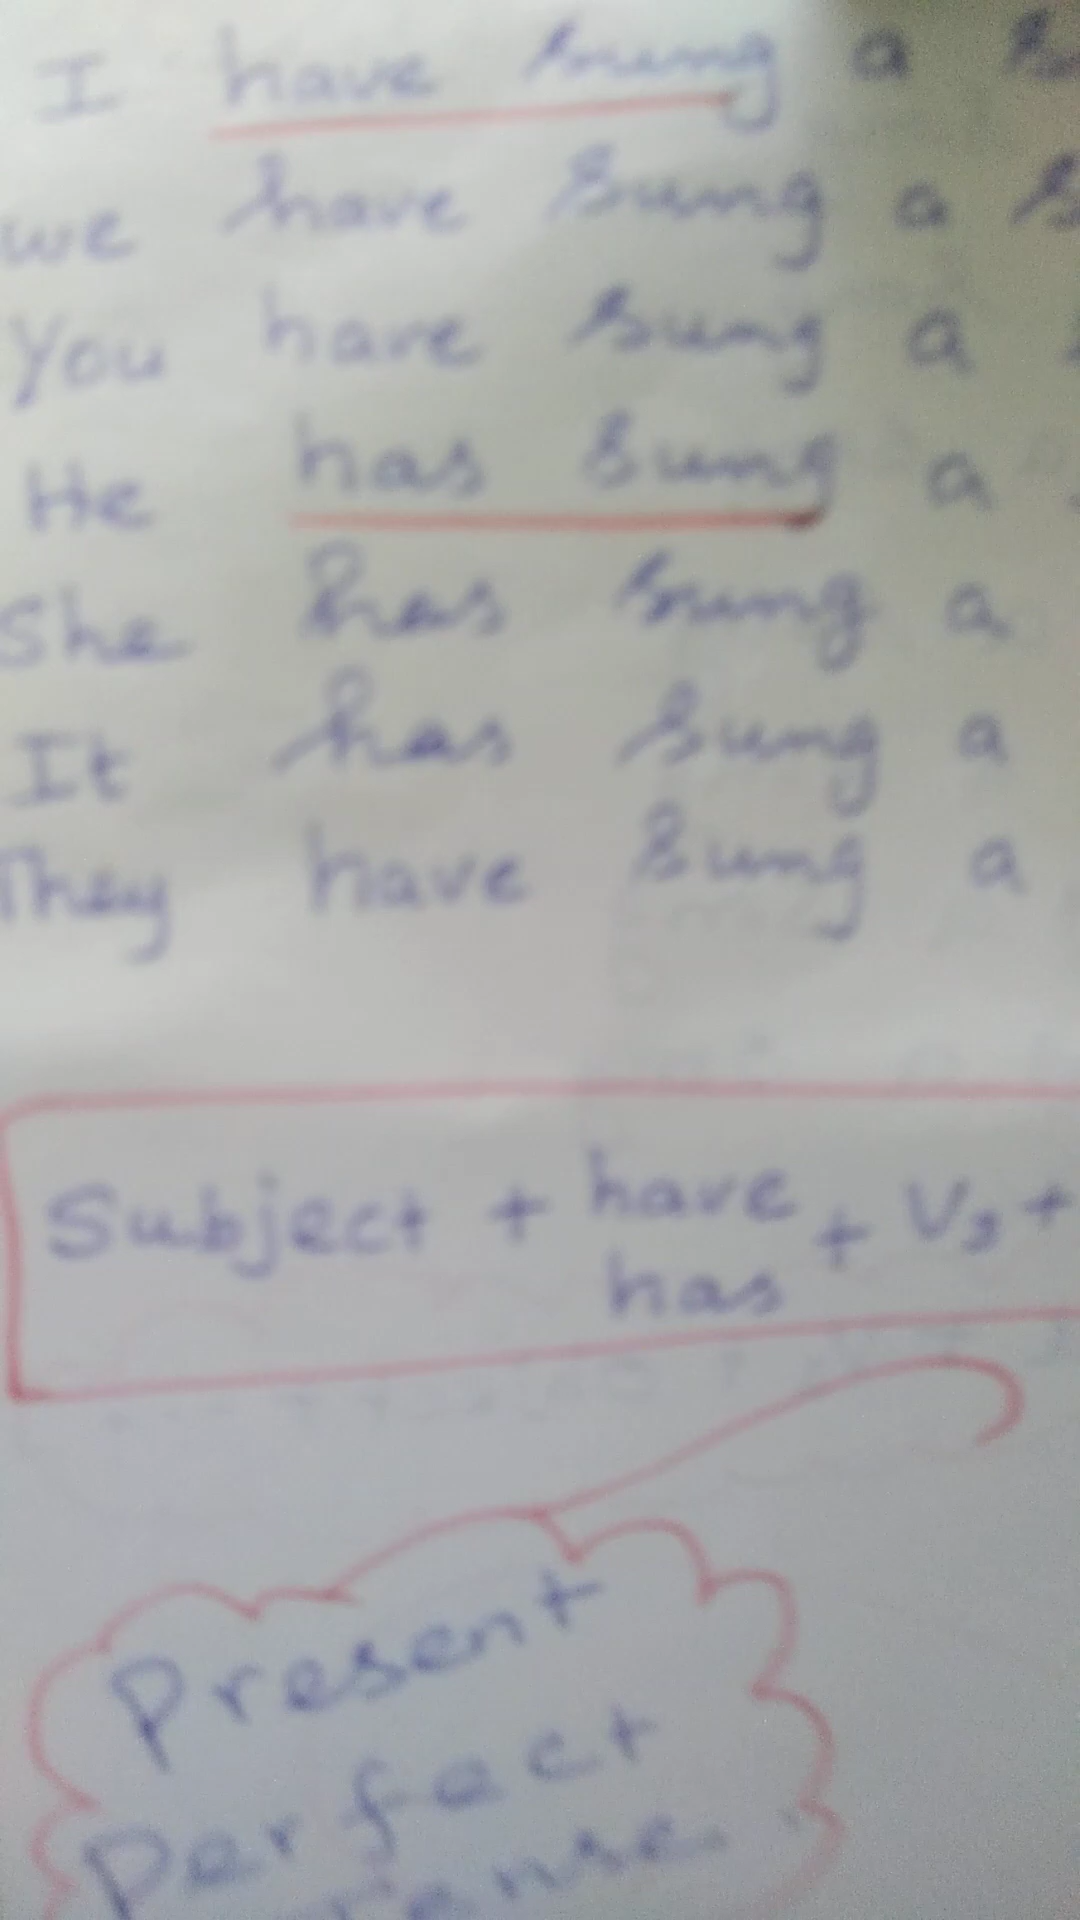 I have sung a
we have sung a
You have sung a
He has sung a
She has sung a
It has sung a
They have sung a
Subject + have + V3 +
has
Present
Perfect
Tense.